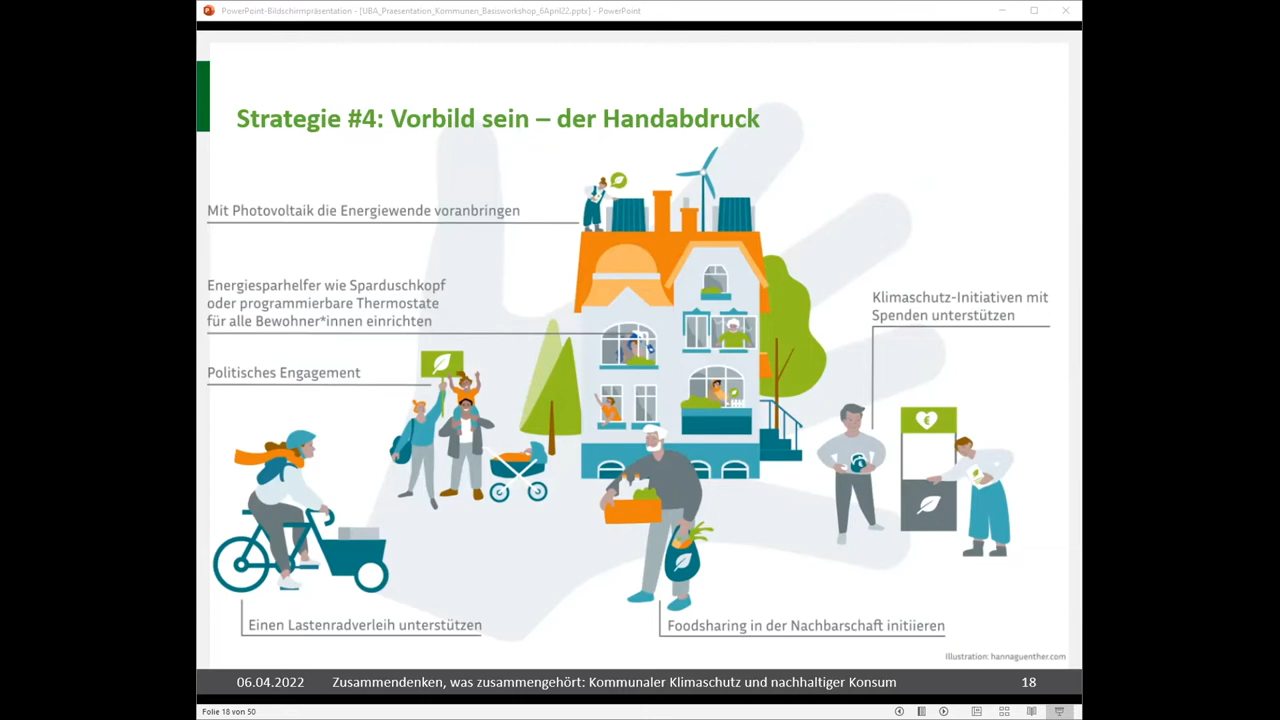 PowerPoint-Bildschirmpräsentation - [UBA_Praesentation_Kommunen_Basisworkshop_6April22.pptx] - PowerPoint
Strategie #4: Vorbild sein – der Handabdruck
Mit Photovoltaik die Energiewende voranbringen
Energiesparhelfer wie Sparduschkopf
oder programmierbare Thermostate
für alle Bewohner*innen einrichten
Klimaschutz-Initiativen mit
Spenden unterstützen
Politisches Engagement
€
Einen Lastenradverleih unterstützen
Foodsharing in der Nachbarschaft initiieren
Illustration: hannaguenther.com
06.04.2022 Zusammendenken, was zusammengehört: Kommunaler Klimaschutz und nachhaltiger Konsum 18
Folie 18 von 50